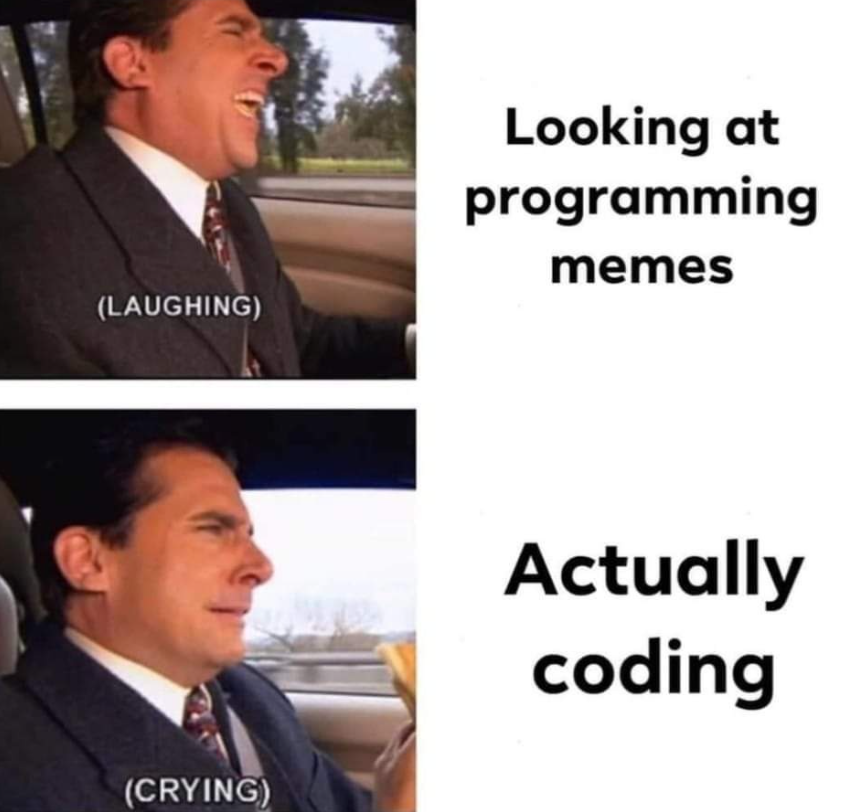 Looking at
programming
memes
(LAUGHING)
Actually
coding
(CRYING)